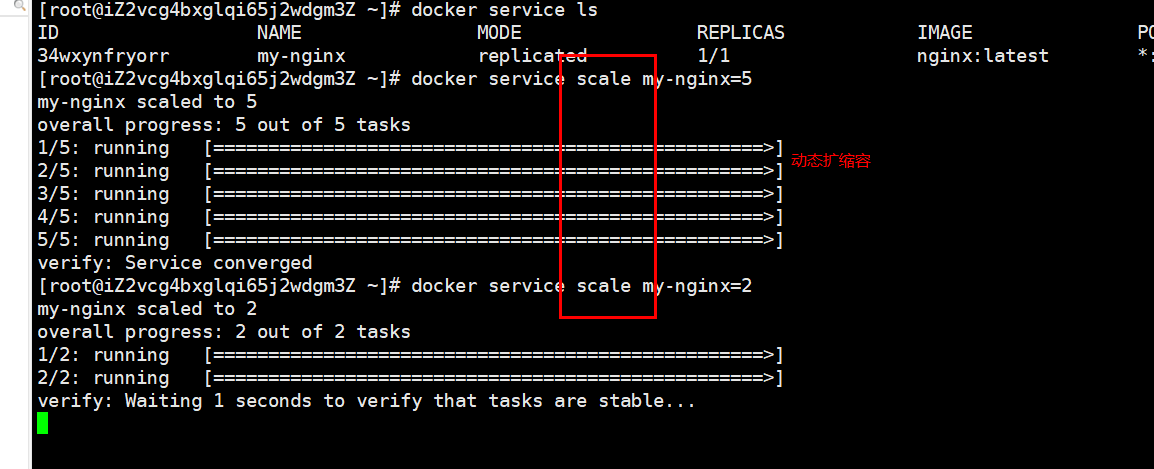 [root@iZ2vcg4bxglqi65j2wdgm3Z ~]# docker service ls
ID NAME MODE REPLICAS IMAGE PO
34wxynfryorr my-nginx replicated 1/1 nginx:latest *:
[root@iZ2vcg4bxglqi65j2wdgm3Z ~]# docker service scale my-nginx=5
my-nginx scaled to 5
overall progress: 5 out of 5 tasks
1/5: running [==================================================>]
动态扩缩容
2/5: running [==================================================>]
3/5: running [==================================================>]
4/5: running [==================================================>]
5/5: running [==================================================>]
verify: Service converged
[root@iZ2vcg4bxglqi65j2wdgm3Z ~]# docker service scale my-nginx=2
my-nginx scaled to 2
overall progress: 2 out of 2 tasks
1/2: running [==================================================>]
2/2: running [==================================================>]
verify: Waiting 1 seconds to verify that tasks are stable...